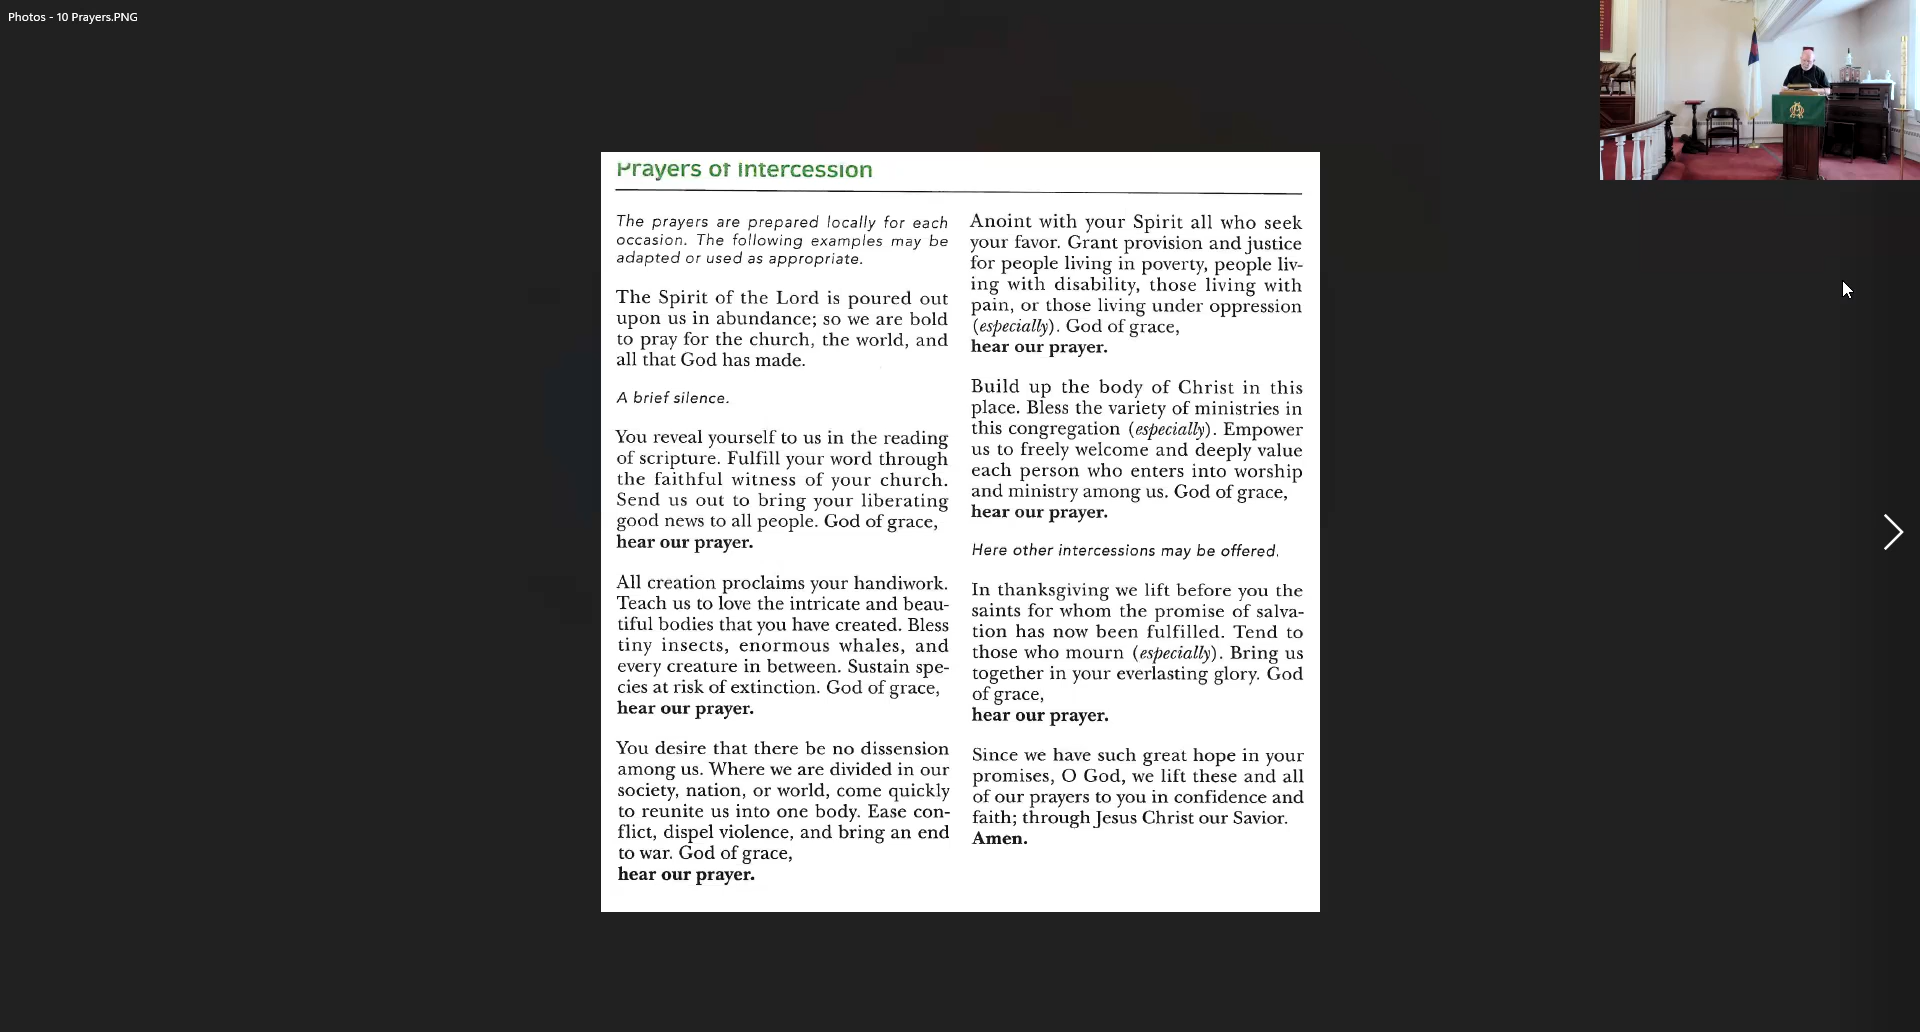 Photos - 10 Prayers.PNG
Prayers of Intercession
The prayers are prepared locally for each
occasion. The following examples may be
adapted or used as appropriate.
The Spirit of the Lord is poured out
upon us in abundance; so we are bold
to pray for the church, the world, and
all that God has made.
A brief silence.
You reveal yourself to us in the reading
of scripture. Fulfill your word through
the faithful witness of your church.
Send us out to bring your liberating
good news to all people. God of grace,
hear our prayer.
All creation proclaims your handiwork.
Teach us to love the intricate and beau-
tiful bodies that you have created. Bless
tiny insects, enormous whales, and
every creature in between. Sustain spe-
cies at risk of extinction. God of grace,
hear our prayer.
You desire that there be no dissension
among us. Where we are divided in our
society, nation, or world, come quickly
to reunite us into one body. Ease con-
flict, dispel violence, and bring an end
to war. God of grace,
hear our prayer.
Anoint with your Spirit all who seek
your favor. Grant provision and justice
for people living in poverty, people liv-
ing with disability, those living with
pain, or those living under oppression
(especially). God of grace,
hear our prayer.
Build up the body of Christ in this
place. Bless the variety of ministries in
this congregation (especially). Empower
us to freely welcome and deeply value
each person who enters into worship
and ministry among us. God of grace,
hear our prayer.
Here other intercessions may be offered.
In thanksgiving we lift before you the
saints for whom the promise of salva-
tion has now been fulfilled. Tend to
those who mourn (especially). Bring us
together in your everlasting glory. God
of grace,
hear our prayer.
Since we have such great hope in your
promises, O God, we lift these and all
of our prayers to you in confidence and
faith; through Jesus Christ our Savior.
Amen.